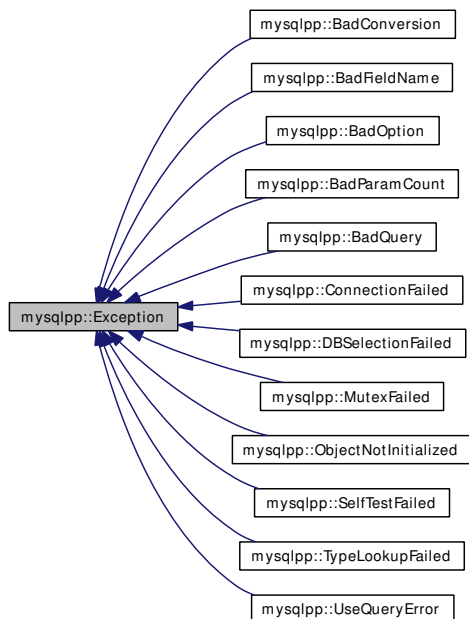 mysqlpp::BadConversion
mysqlpp::BadFieldName
mysqlpp::BadOption
mysqlpp::BadParamCount
mysqlpp::BadQuery
mysqlpp::ConnectionFailed
mysqlpp::Exception
mysqlpp::DBSelectionFailed
mysqlpp::MutexFailed
mysqlpp::ObjectNotInitialized
mysqlpp::SelfTestFailed
mysqlpp::TypeLookupFailed
mysqlpp::UseQueryError